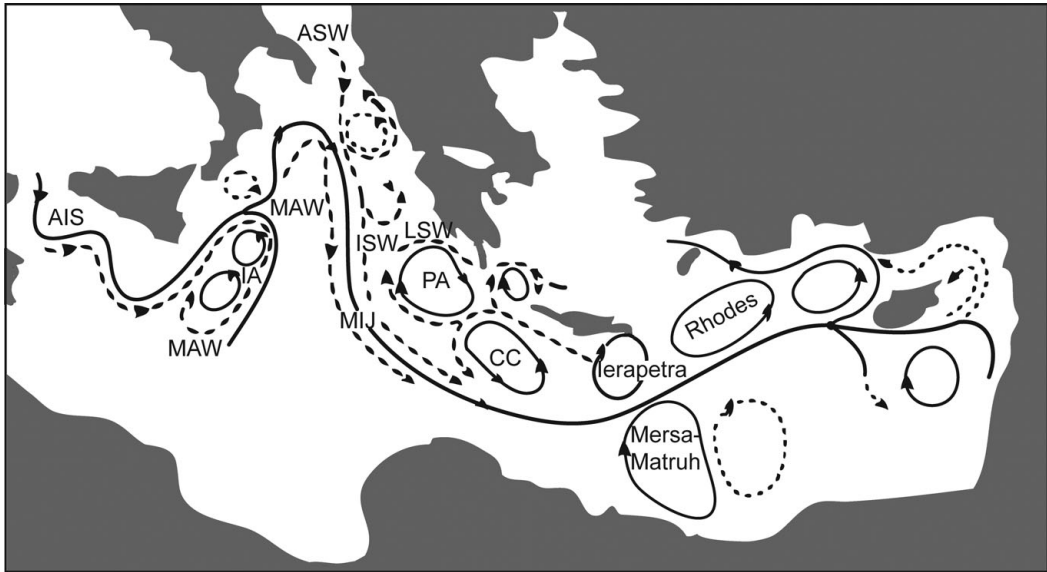 ASW
AIS
MAW
ISW
LSW
IA
PA
MIJ
MAW
CC
Rhodes
Ierapetra
Mersa-
Matruh